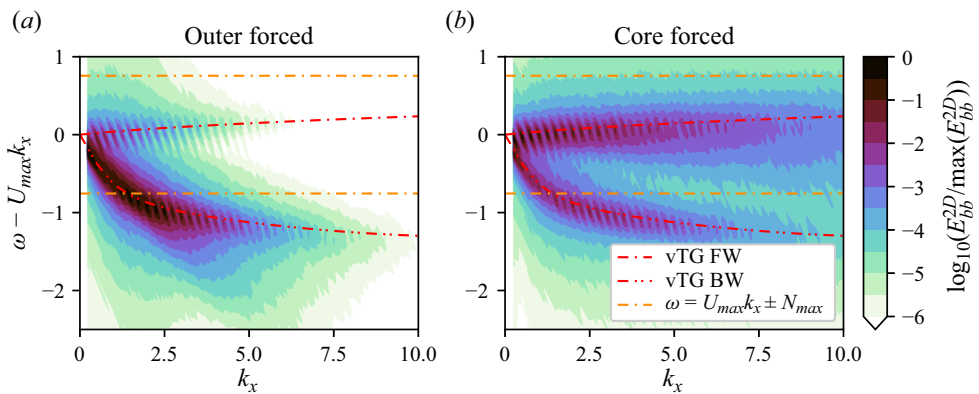 (a)
Outer forced
(b)
Core forced
1
0
−1
−2
ω − U_max k_x
0
2.5
5.0
7.5
10.0
k_x
0
2.5
5.0
7.5
10.0
k_x
vTG FW
vTG BW
ω = U_max k_x ± N_max
0
−1
−2
−3
−4
−5
−6
log₁₀(E_bb^2D/max(E_bb^2D))